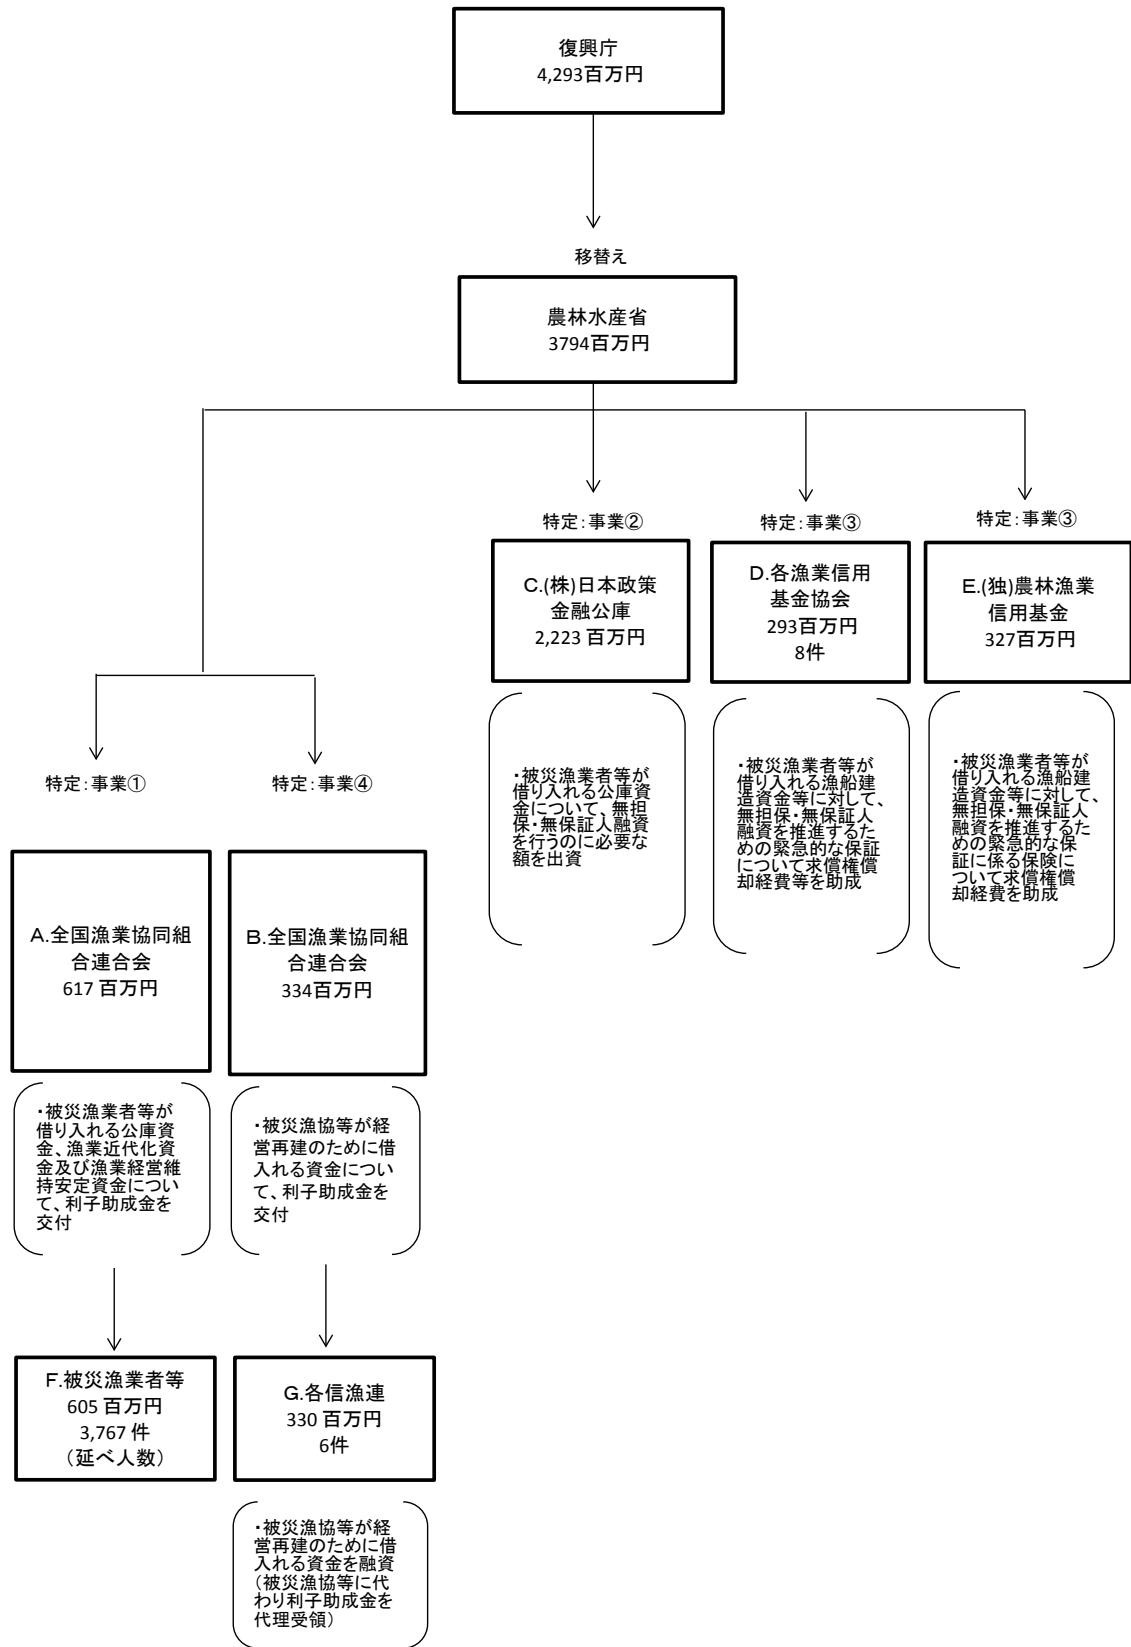 復興庁
4,293百万円
移替え
農林水産省
3794百万円
特定:事業②
C.(株)日本政策
金融公庫
2,223 百万円
・被災漁業者等が
借り入れる公庫資
金について、無担
保・無保証人融資
を行うのに必要な
額を出資
特定:事業③
D.各漁業信用
基金協会
293百万円
8件
・被災漁業者等が
借り入れる漁船建
造資金等に対して、
無担保・無保証人
融資を推進するた
めの緊急的な保証
について求償権償
却経費等を助成
特定:事業③
E.(独)農林漁業
信用基金
327百万円
・被災漁業者等が
借り入れる漁船建
造資金等に対して、
無担保・無保証人
融資を推進するた
めの緊急的な保
証に係る保険に
ついて求償権償
却経費を助成
特定:事業①
A.全国漁業協同組
合連合会
617 百万円
・被災漁業者等が
借り入れる公庫資
金、漁業近代化資
金及び漁業経営維
持安定資金につい
て、利子助成金を
交付
F.被災漁業者等
605 百万円
3,767 件
(延べ人数)
特定:事業④
B.全国漁業協同組
合連合会
334百万円
・被災漁協等が経
営再建のために借
入れる資金につい
て、利子助成金を
交付
G.各信漁連
330 百万円
6件
・被災漁協等が経
営再建のために借
入れる資金を融資
(被災漁協等に代
わり利子助成金を
代理受領)